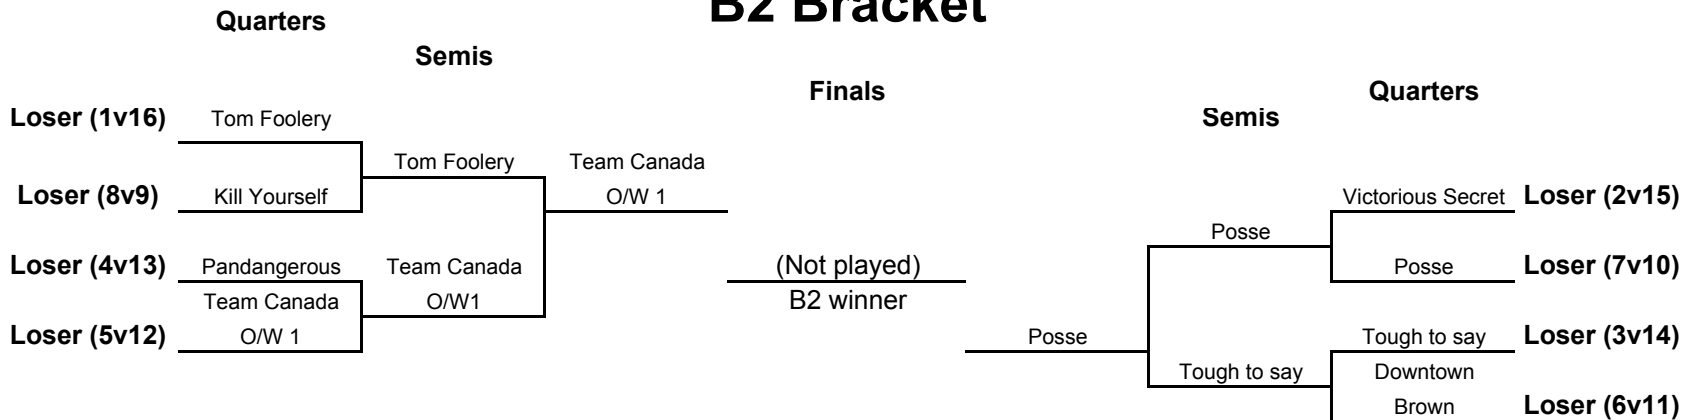 B2 Bracket
Quarters
Semis
Finals
Quarters
Semis
Loser (1v16) Tom Foolery
Tom Foolery Team Canada
Loser (8v9) Kill Yourself O/W 1 Victorious Secret Loser (2v15)
Posse
Loser (4v13) Pandangerous Team Canada (Not played) Posse Loser (7v10)
Team Canada O/W1 B2 winner
Loser (5v12) O/W 1 Posse Tough to say Loser (3v14)
Tough to say Downtown
Brown Loser (6v11)